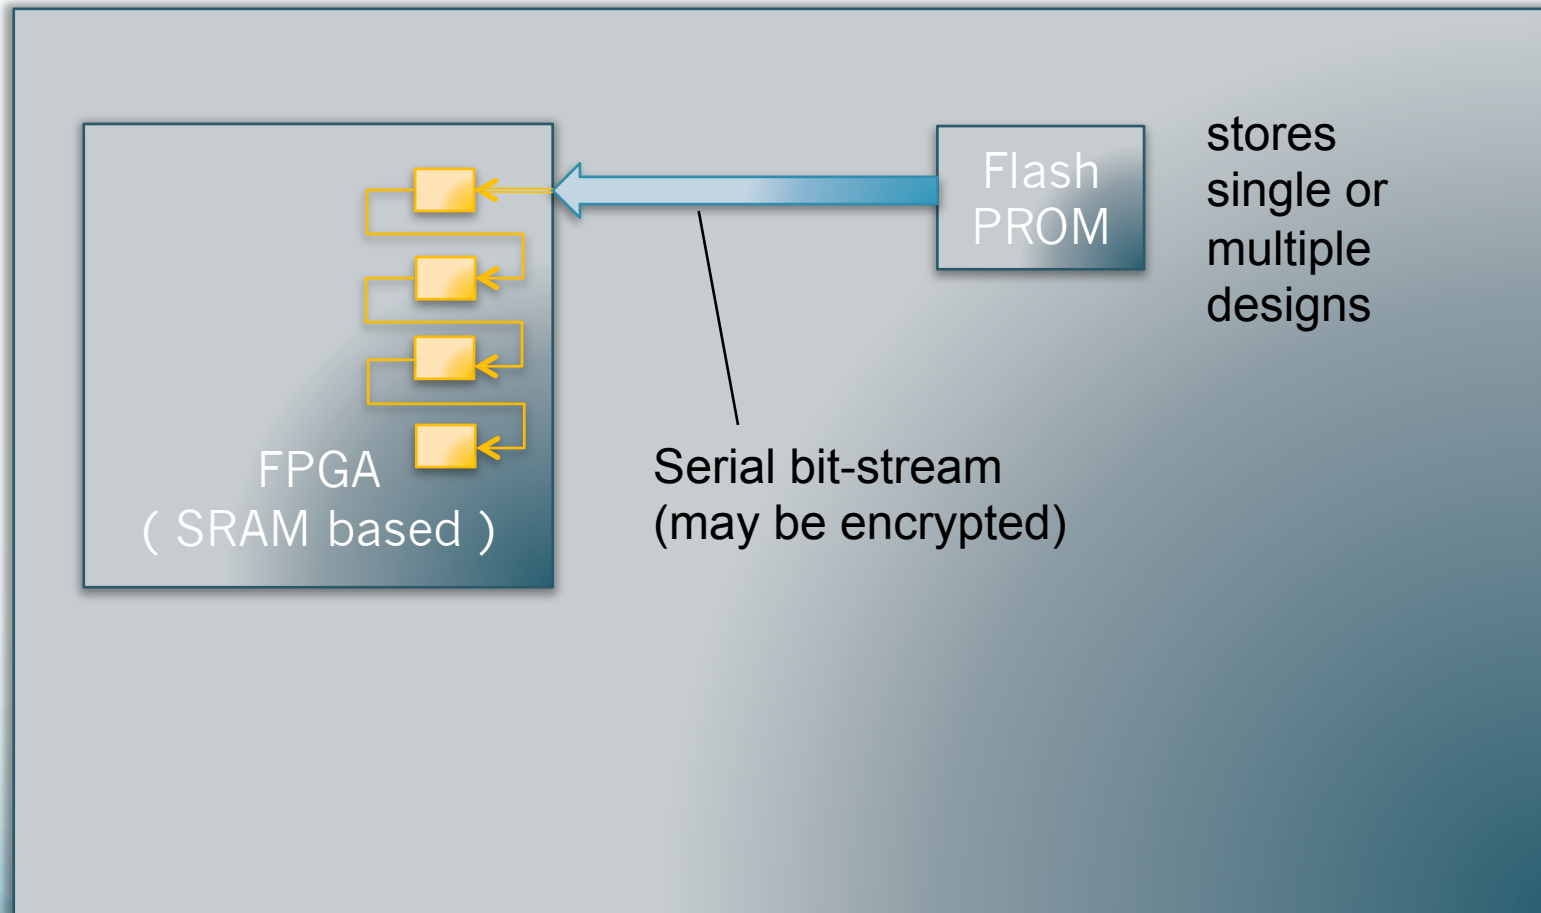 FPGA
( SRAM based )
Flash
PROM
stores
single or
multiple
designs
Serial bit-stream
(may be encrypted)